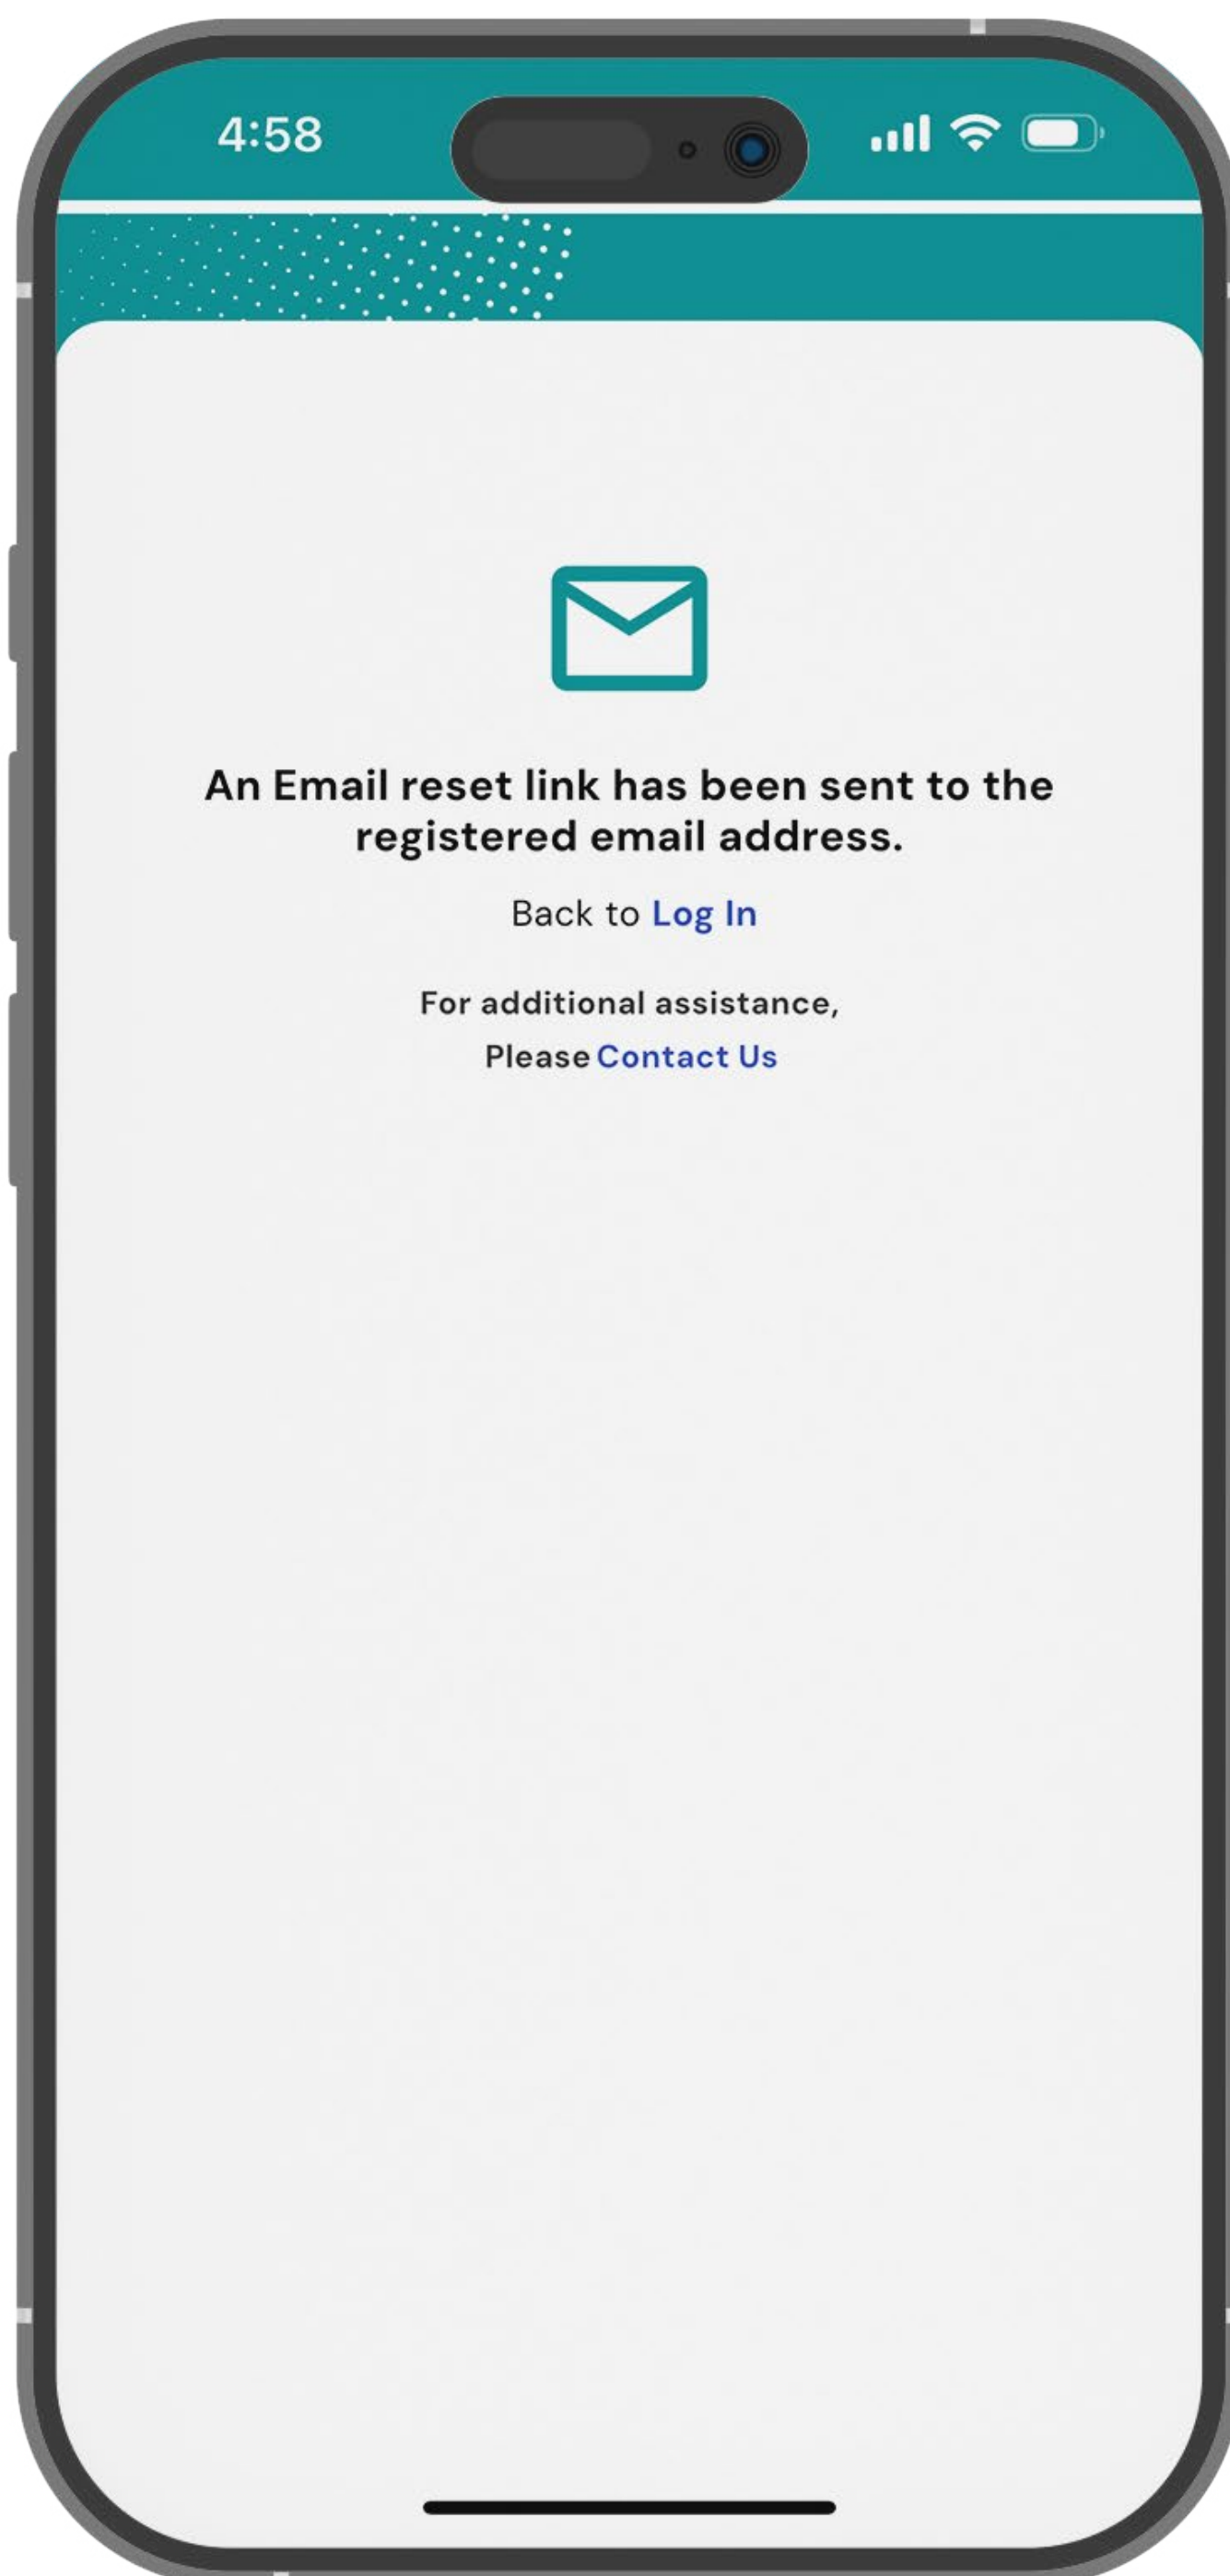 4:58
An Email reset link has been sent to the
registered email address.
Back to Log In
For additional assistance,
Please Contact Us